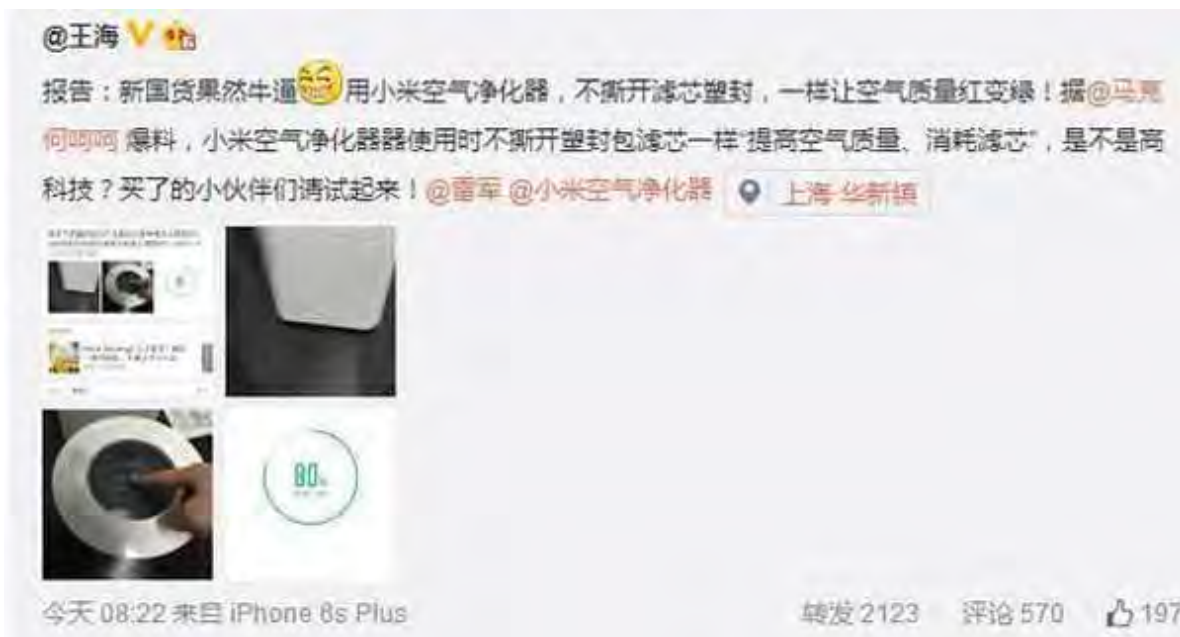 @王海
报告：新国货果然牛逼用小米空气净化器，不撕开滤芯塑封，一样让空气质量红变绿！据@马亮
何呵呵 爆料，小米空气净化器器使用时不撕开塑封包滤芯一样“提高空气质量、消耗滤芯”，是不是高
科技？买了的小伙伴们请试起来！@雷军 @小米空气净化器 上海·华新镇
80%
今天 08:22 来自 iPhone 6s Plus 转发 2123 评论 570 197